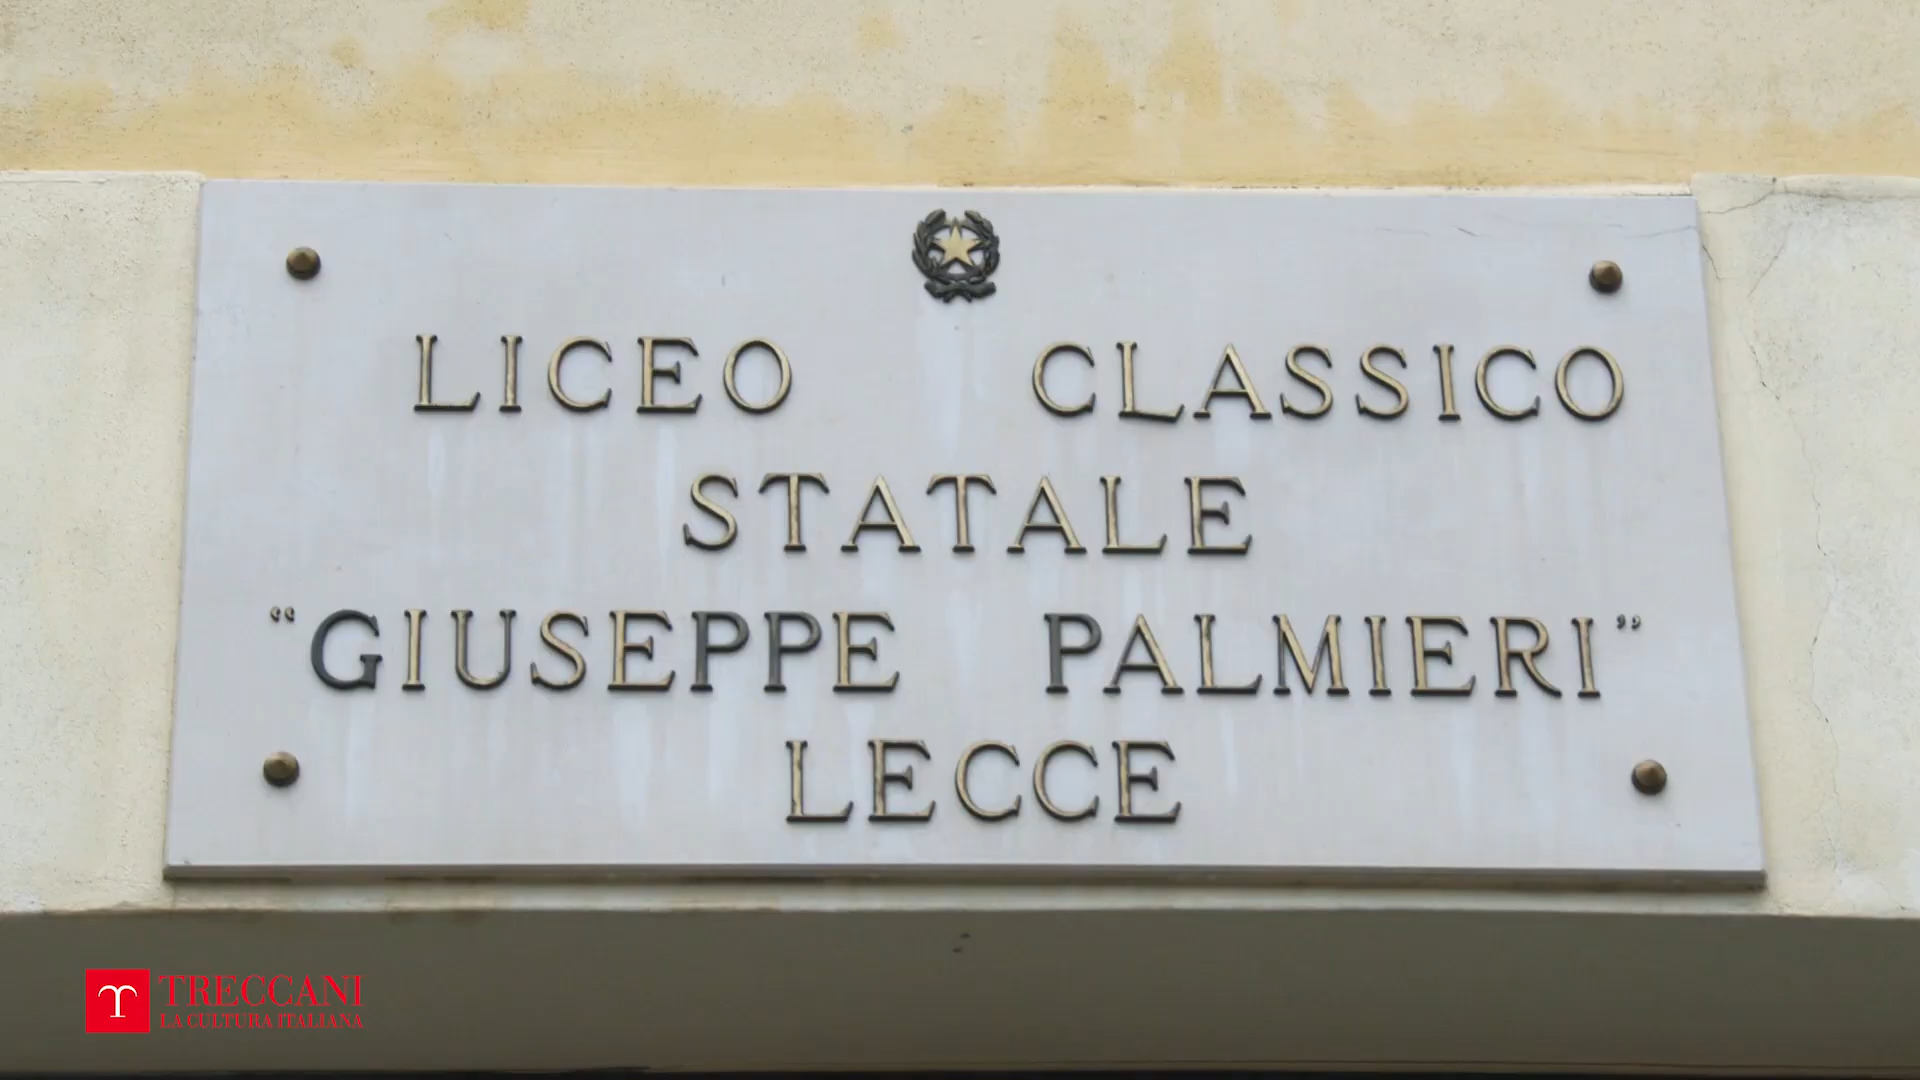 LICEO CLASSICO
STATALE
“GIUSEPPE PALMIERI”
LECCE
TRECCANI
LA CULTURA ITALIANA